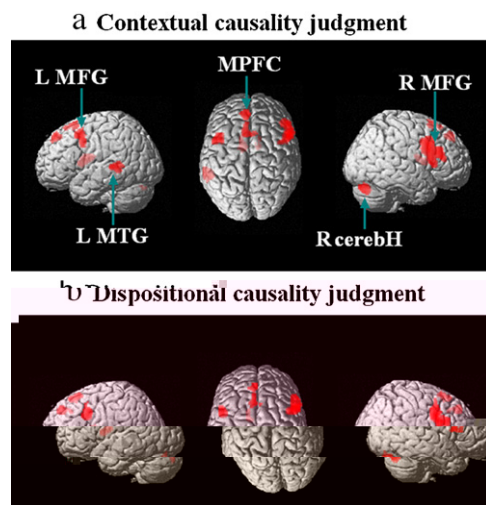 a Contextual causality judgment
MPFC
L MFG
R MFG
L MTG
R cerebH
b Dispositional causality judgment